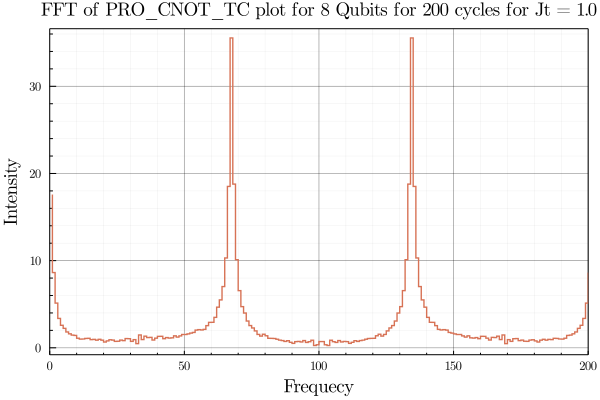 FFT of PRO_CNOT_TC plot for 8 Qubits for 200 cycles for Jt = 1.0
30
20
10
0
Intensity
0 50 100 150 200
Frequecy